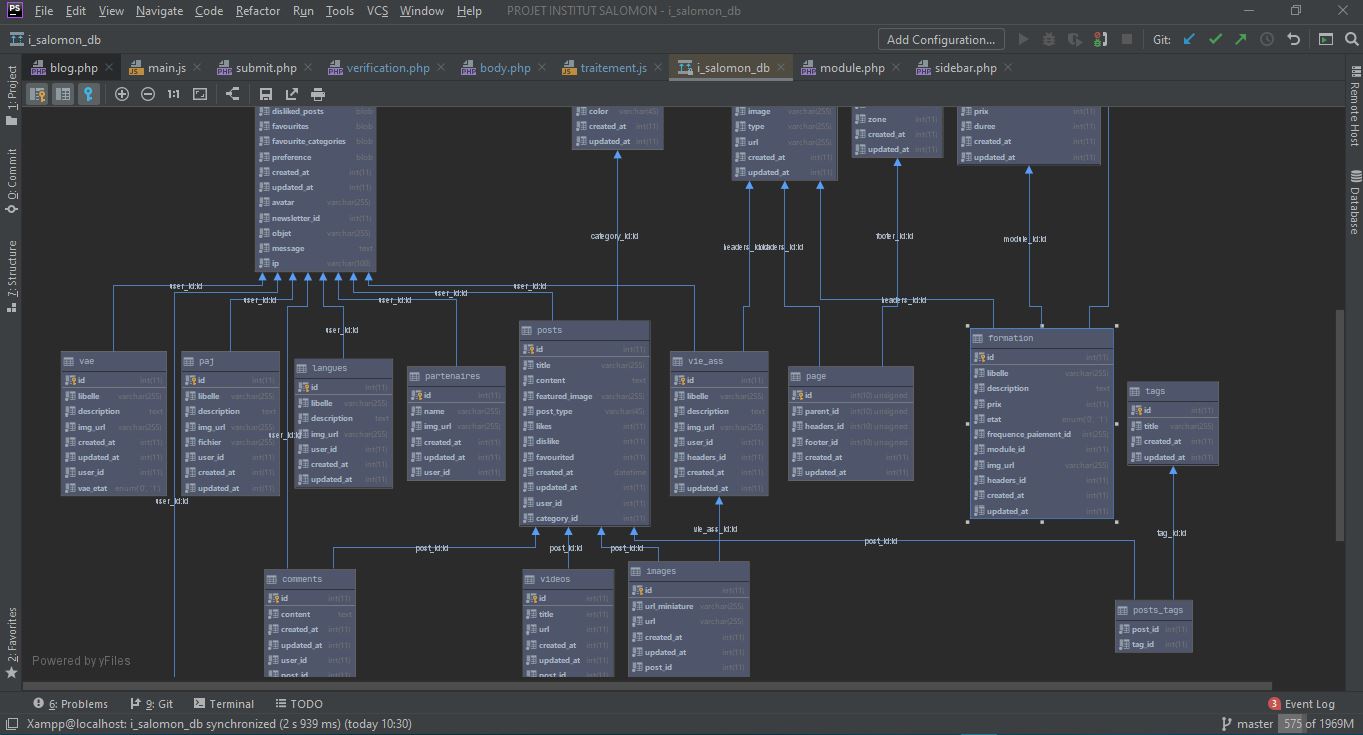 PS File Edit View Navigate Code Refactor Run Tools VCS Window Help PROJET INSTITUT SALOMON - i_salomon_db
i_salomon_db Add Configuration... Git:
blog.php main.js submit.php verification.php body.php traitement.js i_salomon_db module.php sidebar.php
1:1
1: Project
0: Commit
7: Structure
2: Favorites
Remote Host
Database
disliked_posts blob
favourites blob
favourite_categories blob
preference blob
created_at int(11)
updated_at int(11)
avatar varchar(255)
newsletter_id int(11)
objet varchar(255)
message text
ip varchar(100)
color varchar(45)
created_at int(11)
updated_at int(11)
image varchar(255)
type varchar(255)
url varchar(255)
created_at int(11)
updated_at int(11)
zone int(11)
created_at int(11)
updated_at int(11)
prix int(11)
duree int(11)
created_at int(11)
updated_at int(11)
category_id:id
footer_id:id
module_id:id
user_id:id
user_id:id
user_id:id
user_id:id
user_id:id
headers_id:id
user_id:id
vae
id int(11)
libelle varchar(255)
description text
img_url varchar(255)
created_at int(11)
updated_at int(11)
user_id int(11)
vae_etat enum('0', '1')
paj
id int(11)
libelle varchar(255)
description text
img_url varchar(255)
fichier varchar(255)
user_id int(11)
created_at int(11)
updated_at int(11)
langues
id int(11)
libelle varchar(255)
description text
img_url varchar(255)
user_id int(11)
created_at int(11)
updated_at int(11)
partenaires
id int(11)
name varchar(255)
img_url varchar(255)
created_at int(11)
updated_at int(11)
user_id int(11)
posts
id int(11)
title varchar(255)
content text
featured_image varchar(255)
post_type varchar(45)
likes int(11)
dislike int(11)
favourited int(11)
created_at datetime
updated_at int(11)
user_id int(11)
category_id int(11)
vie_ass
id int(11)
libelle varchar(255)
description text
img_url varchar(255)
user_id int(11)
headers_id int(11)
created_at int(11)
updated_at int(11)
page
id int(10) unsigned
parent_id int(10) unsigned
headers_id int(10) unsigned
footer_id int(10) unsigned
created_at int(11)
updated_at int(11)
formation
id int(11)
libelle varchar(255)
description text
prix int(11)
etat enum('0', '1')
frequence_paiement_id int(255)
module_id int(11)
img_url varchar(255)
headers_id int(11)
created_at int(11)
updated_at int(11)
tags
id int(11)
title varchar(255)
created_at int(11)
updated_at int(11)
user_id:id
user_id:id
vie_ass_id:id
tag_id:id
post_id:id
post_id:id
post_id:id
post_id:id
comments
id int(11)
content text
created_at int(11)
updated_at int(11)
user_id int(11)
post_id int(11)
videos
id int(11)
title int(11)
url int(11)
created_at int(11)
updated_at int(11)
post_id int(11)
images
id int(11)
url_miniature varchar(255)
url varchar(255)
created_at int(11)
updated_at int(11)
post_id int(11)
posts_tags
post_id int(11)
tag_id int(11)
Powered by yFiles
6: Problems 9: Git Terminal TODO 3 Event Log
Xampp@localhost: i_salomon_db synchronized (2 s 939 ms) (today 10:30) master 575 of 1969M